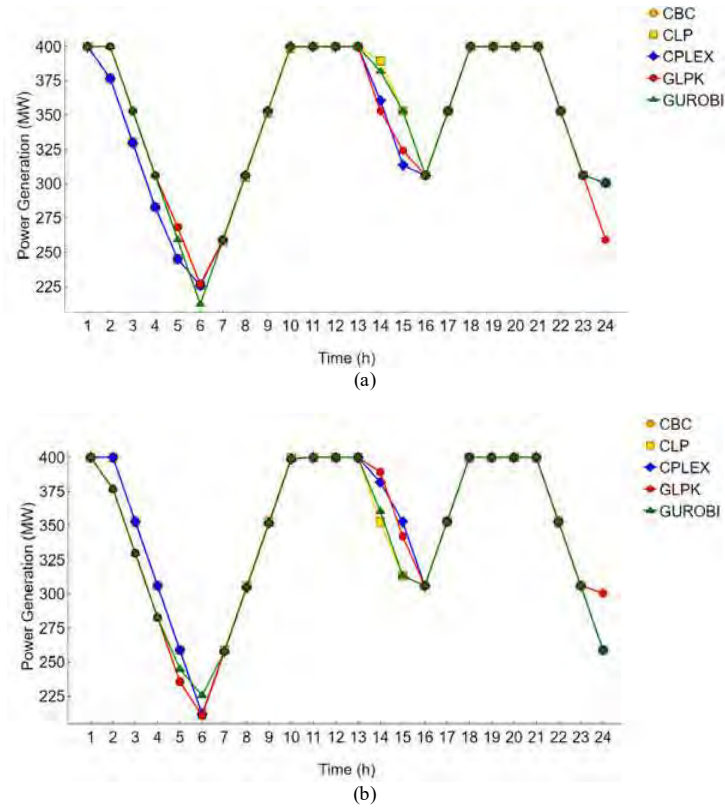 CBC
CLP
CPLEX
GLPK
GUROBI
400
375
350
325
300
275
250
225
Power Generation (MW)
1 2 3 4 5 6 7 8 9 10 11 12 13 14 15 16 17 18 19 20 21 22 23 24
Time (h)
(a)
CBC
CLP
CPLEX
GLPK
GUROBI
400
375
350
325
300
275
250
225
Power Generation (MW)
1 2 3 4 5 6 7 8 9 10 11 12 13 14 15 16 17 18 19 20 21 22 23 24
Time (h)
(b)